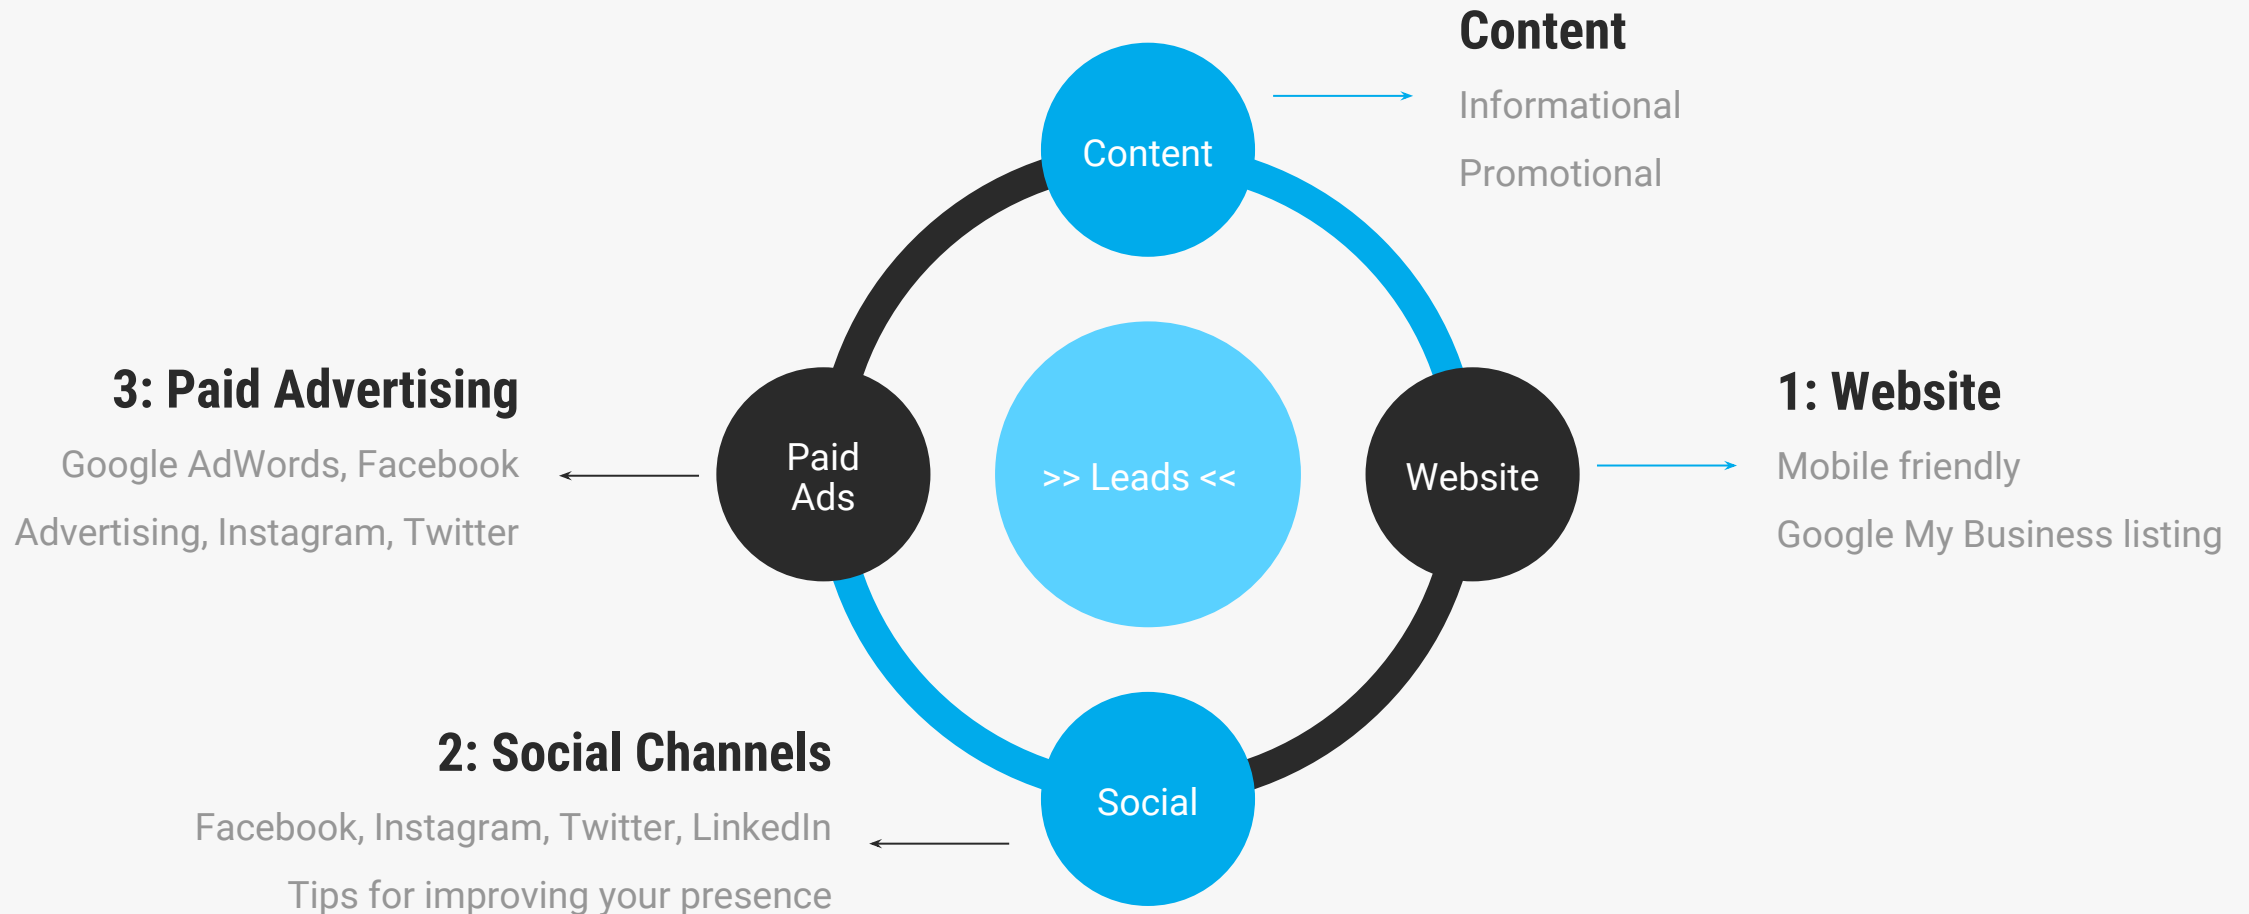 Content
Informational
Promotional
Content
3: Paid Advertising
Google AdWords, Facebook
Advertising, Instagram, Twitter
Paid
Ads
>> Leads <<
Website
1: Website
Mobile friendly
Google My Business listing
2: Social Channels
Facebook, Instagram, Twitter, LinkedIn
Tips for improving your presence
Social